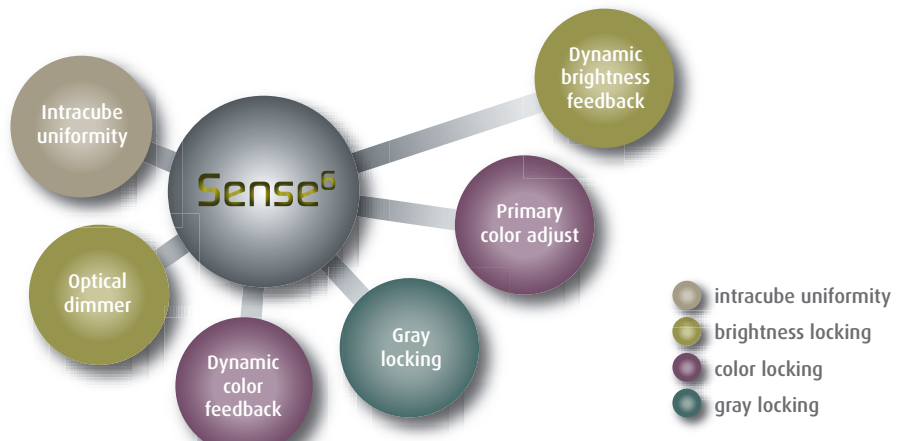 Dynamic
brightness
feedback
Intracube
uniformity
Sense⁶
Primary
color adjust
Optical
dimmer
Gray
locking
Dynamic
color
feedback
intracube uniformity
brightness locking
color locking
gray locking